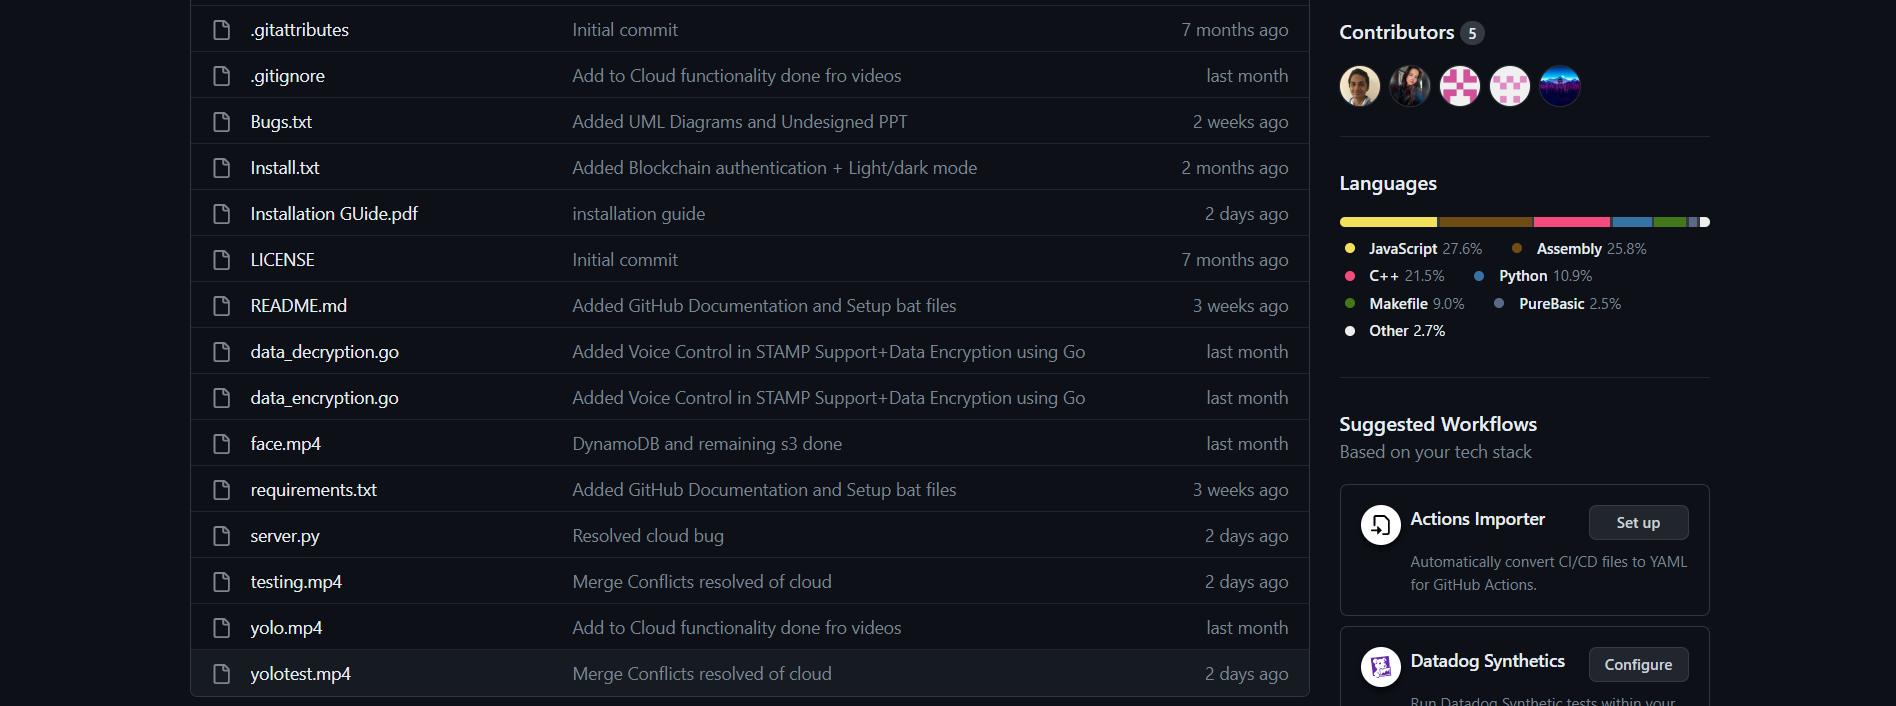 .gitattributes Initial commit 7 months ago
.gitignore Add to Cloud functionality done fro videos last month
Bugs.txt Added UML Diagrams and Undesigned PPT 2 weeks ago
Install.txt Added Blockchain authentication + Light/dark mode 2 months ago
Installation GUide.pdf installation guide 2 days ago
LICENSE Initial commit 7 months ago
README.md Added GitHub Documentation and Setup bat files 3 weeks ago
data_decryption.go Added Voice Control in STAMP Support+Data Encryption using Go last month
data_encryption.go Added Voice Control in STAMP Support+Data Encryption using Go last month
face.mp4 DynamoDB and remaining s3 done last month
requirements.txt Added GitHub Documentation and Setup bat files 3 weeks ago
server.py Resolved cloud bug 2 days ago
testing.mp4 Merge Conflicts resolved of cloud 2 days ago
yolo.mp4 Add to Cloud functionality done fro videos last month
yolotest.mp4 Merge Conflicts resolved of cloud 2 days ago
Contributors 5
Languages
JavaScript 27.6% Assembly 25.8%
C++ 21.5% Python 10.9%
Makefile 9.0% PureBasic 2.5%
Other 2.7%
Suggested Workflows
Based on your tech stack
Actions Importer Set up
Automatically convert CI/CD files to YAML
for GitHub Actions.
Datadog Synthetics Configure
Run Datadog Synthetic tests within your